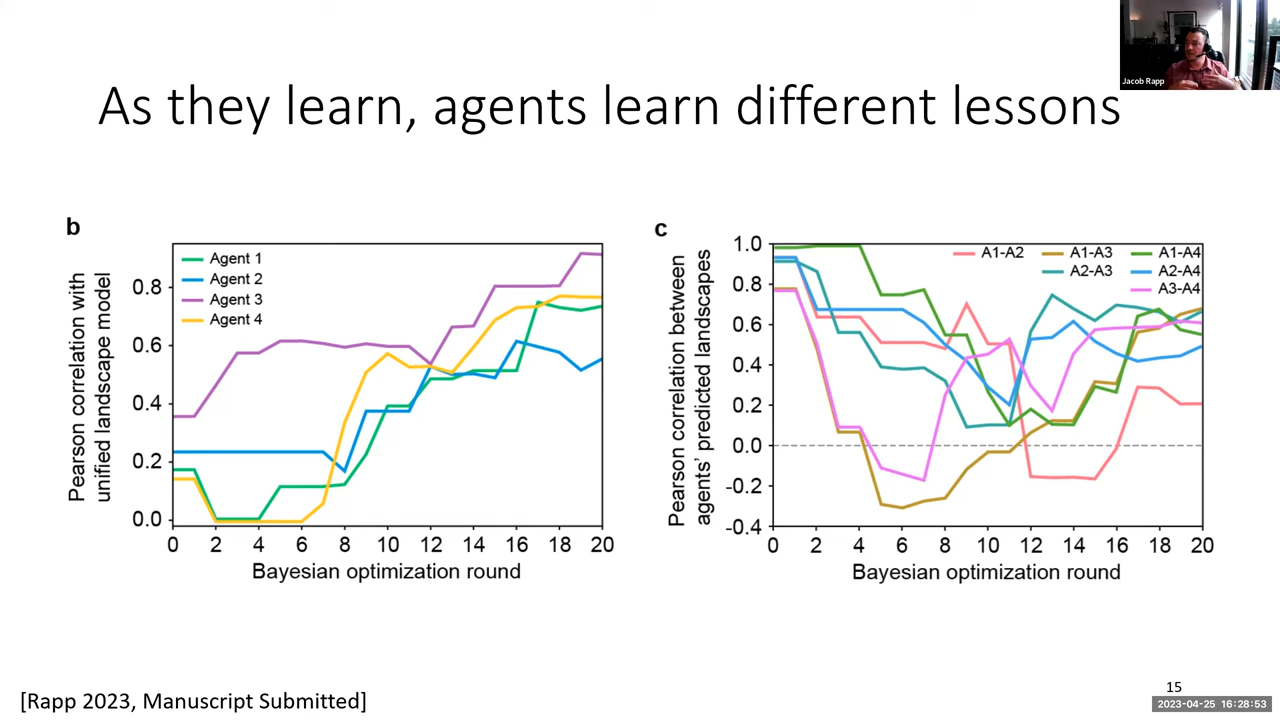 Jacob Rapp
As they learn, agents learn different lessons
b
Pearson correlation with
unified landscape model
0.8
0.6
0.4
0.2
0.0
Agent 1
Agent 2
Agent 3
Agent 4
0 2 4 6 8 10 12 14 16 18 20
Bayesian optimization round
c
Pearson correlation between
agents' predicted landscapes
1.0
0.8
0.6
0.4
0.2
0.0
-0.2
-0.4
A1-A2 A1-A3 A1-A4
A2-A3 A2-A4
A3-A4
0 2 4 6 8 10 12 14 16 18 20
Bayesian optimization round
[Rapp 2023, Manuscript Submitted]
15
2023-04-25 16:28:53